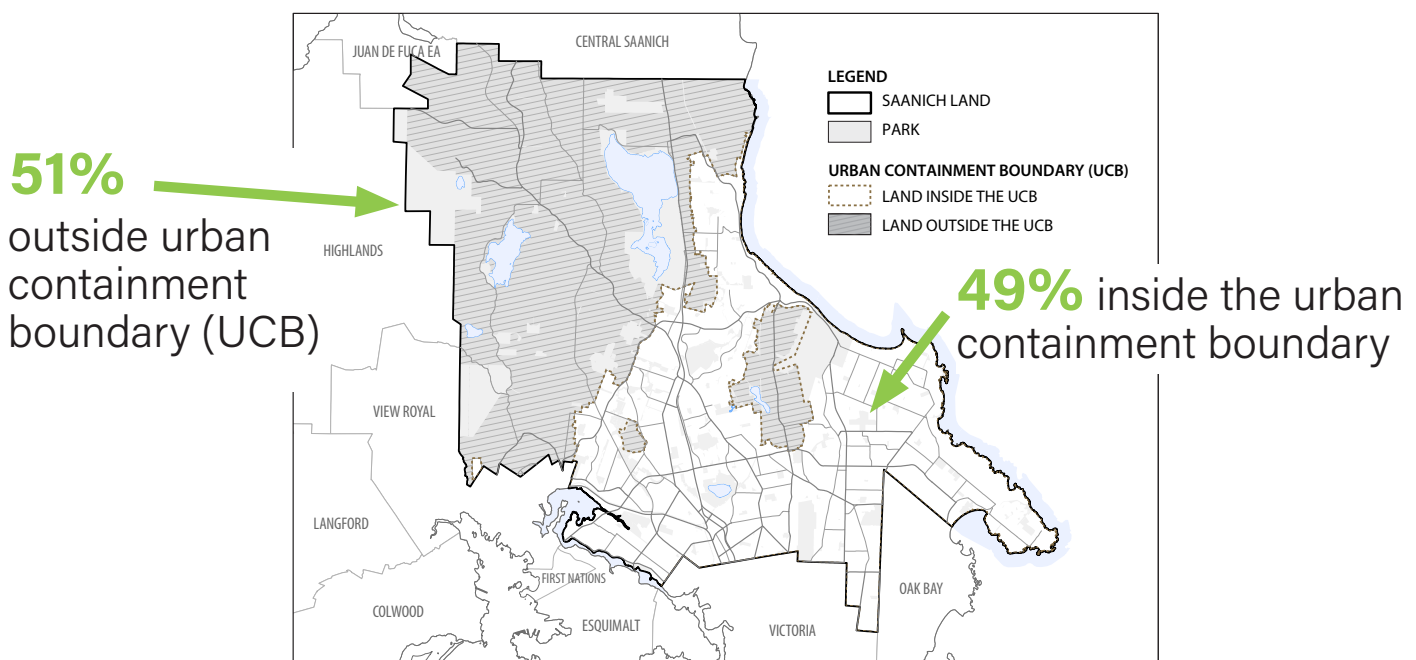 JUAN DE FUCA EA
CENTRAL SAANICH
LEGEND
SAANICH LAND
PARK
URBAN CONTAINMENT BOUNDARY (UCB)
LAND INSIDE THE UCB
LAND OUTSIDE THE UCB
51%
outside urban
containment
boundary (UCB)
HIGHLANDS
49% inside the urban
containment boundary
VIEW ROYAL
LANGFORD
FIRST NATIONS
COLWOOD
ESQUIMALT
VICTORIA
OAK BAY